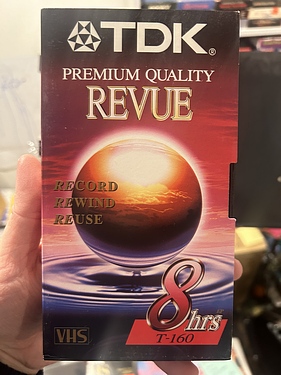 TDK®
PREMIUM QUALITY
REVUE
RECORD
REWIND
REUSE
8hrs
T-160
VHS